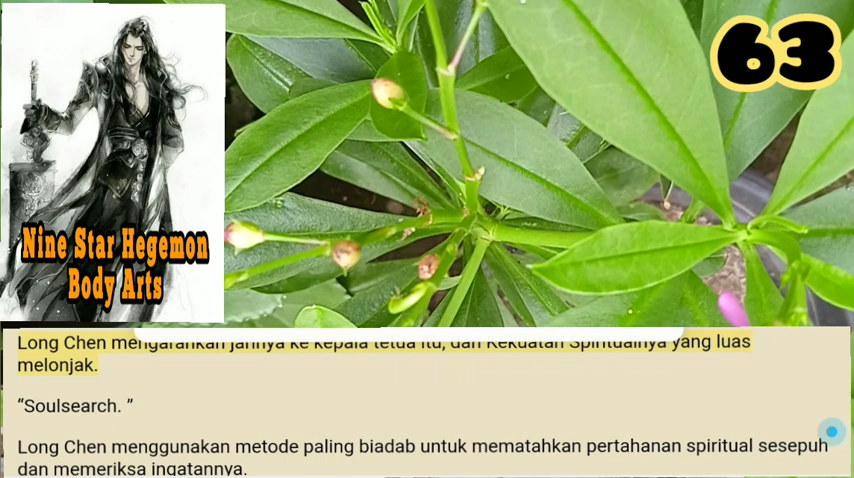 63
Nine Star Hegemon
Body Arts
Long Chen mengarahkan jarinya ke kepala tetua itu, dan Kekuatan Spiritualnya yang luas
melonjak.
“Soulsearch. ”
Long Chen menggunakan metode paling biadab untuk mematahkan pertahanan spiritual sesepuh
dan memeriksa ingatannya.